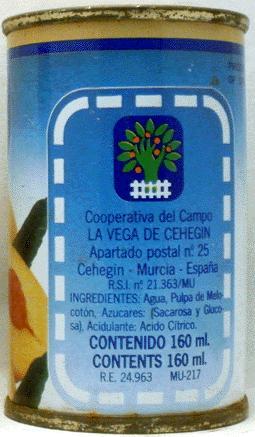 Cooperativa del Campo
LA VEGA DE CEHEGIN
Apartado postal nº 25
Cehegin - Murcia - España
R.S.I. nº 21.363/MU
INGREDIENTES: Agua, Pulpa de Melo-
cotón, Azucares: (Sacarosa y Gluco-
sa), Acidulante: Acido Cítrico.
CONTENIDO 160 ml.
CONTENTS 160 ml.
R.E. 24.963 MU-217